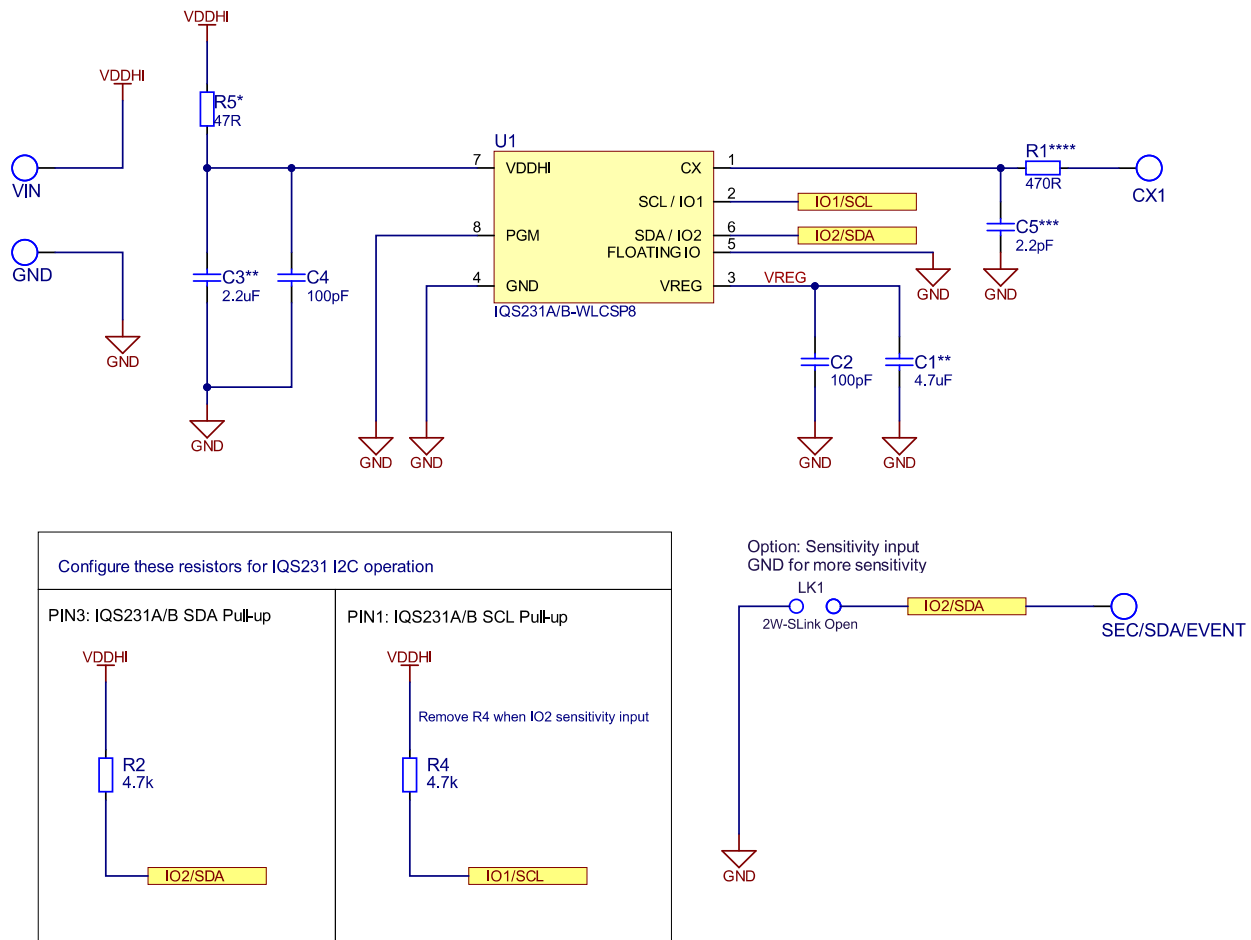 VDDHI
VDDHI
R5*
47R
VIN
GND
GND
C3**
2.2uF
C4
100pF
GND
U1
7
VDDHI
8
PGM
4
GND
CX
1
SCL / IO1
2
SDA / IO2
6
FLOATING IO
5
VREG
3
IQS231A/B-WLCSP8
IO1/SCL
IO2/SDA
VREG
R1****
470R
CX1
C5***
2.2pF
GND
GND
C2
100pF
C1**
4.7uF
GND
GND
GND
GND
Configure these resistors for IQS231 I2C operation
PIN3: IQS231A/B SDA Pull-up
VDDHI
R2
4.7k
IO2/SDA
PIN1: IQS231A/B SCL Pull-up
VDDHI
Remove R4 when IO2 sensitivity input
R4
4.7k
IO1/SCL
Option: Sensitivity input
GND for more sensitivity
LK1
2W-SLink Open
IO2/SDA
SEC/SDA/EVENT
GND